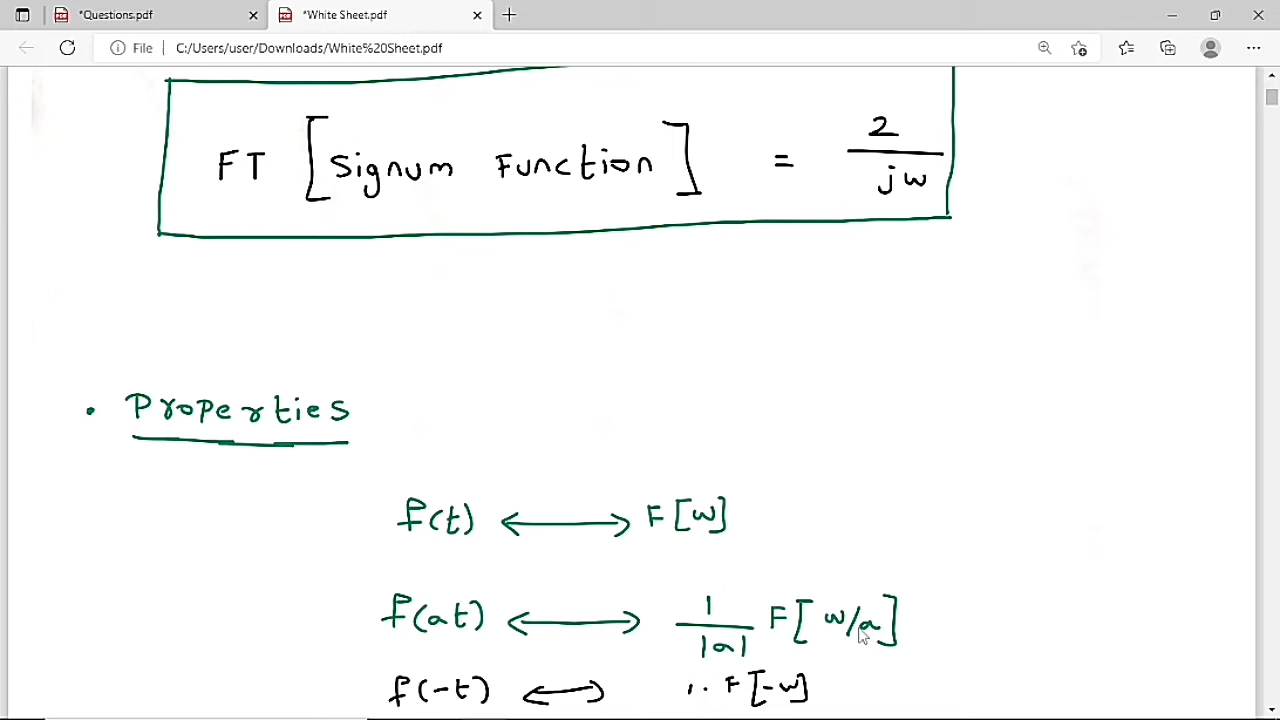 *Questions.pdf
*White Sheet.pdf
File C:/Users/user/Downloads/White%20Sheet.pdf
FT [Signum Function] = 2/jw
• Properties
f(t) ⟷ F[w]
f(at) ⟷ 1/|a| F[w/a]
f(-t) ⟷ 1. F[-w]